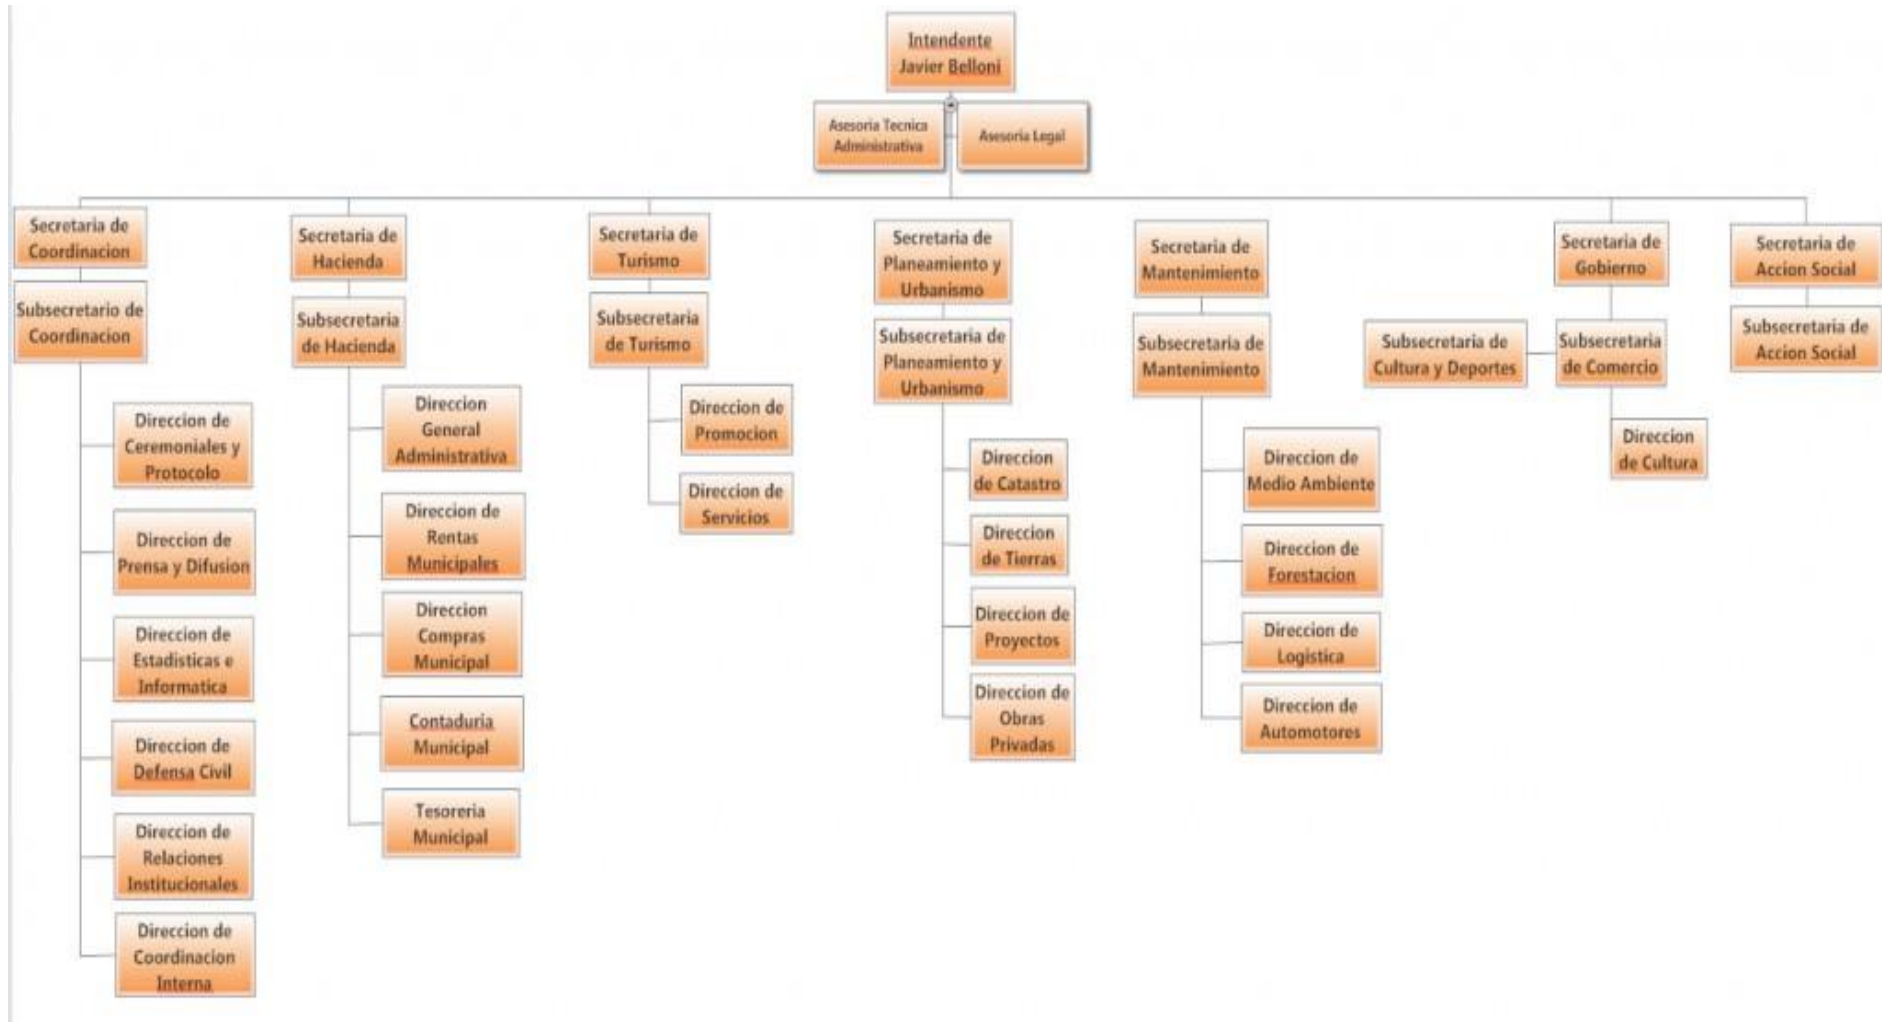 Intendente
Javier Belloni
Asesoria Tecnica
Administrativa
Asesoria Legal
Secretaria de
Coordinacion
Subsecretario de
Coordinacion
Direccion de
Ceremoniales y
Protocolo
Direccion de
Prensa y Difusion
Direccion de
Estadisticas e
Informatica
Direccion de
Defensa Civil
Direccion de
Relaciones
Institucionales
Direccion de
Coordinacion
Interna
Secretaria de
Hacienda
Subsecretaria
de Hacienda
Direccion
General
Administrativa
Direccion de
Rentas
Municipales
Direccion
Compras
Municipal
Contaduria
Municipal
Tesoreria
Municipal
Secretaria de
Turismo
Subsecretaria
de Turismo
Direccion de
Promocion
Direccion de
Servicios
Secretaria de
Planeamiento y
Urbanismo
Subsecretaria de
Planeamiento y
Urbanismo
Direccion
de Catastro
Direccion
de Tierras
Direccion de
Proyectos
Direccion de
Obras
Privadas
Secretaria de
Mantenimiento
Subsecretaria de
Mantenimiento
Direccion de
Medio Ambiente
Direccion de
Forestacion
Direccion de
Logistica
Direccion de
Automotores
Secretaria de
Gobierno
Subsecretaria de
Cultura y Deportes
Subsecretaria
de Comercio
Direccion
de Cultura
Secretaria de
Accion Social
Subsecretaria de
Accion Social